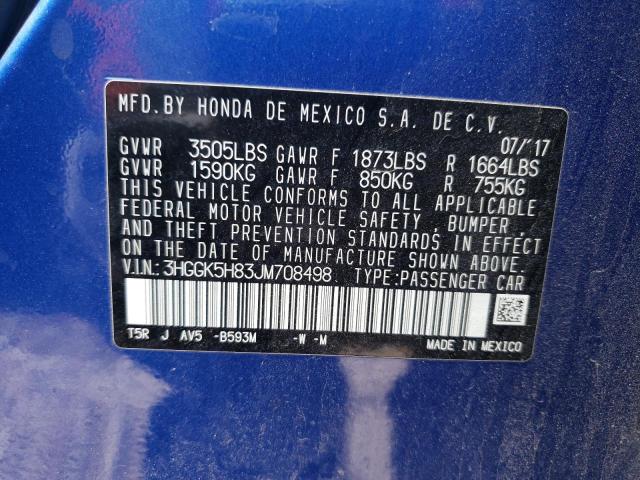 MFD.BY HONDA DE MEXICO S.A. DE C.V.
07/'17
GVWR 3505LBS GAWR F 1873LBS R 1664LBS
GVWR 1590KG GAWR F 850KG R 755KG
THIS VEHICLE CONFORMS TO ALL APPLICABLE
FEDERAL MOTOR VEHICLE SAFETY, BUMPER,
AND THEFT PREVENTION STANDARDS IN EFFECT
ON THE DATE OF MANUFACTURE SHOWN ABOVE.
V.I.N.: 3HGGK5H83JM708498 TYPE:PASSENGER CAR
T5R J AV5 -B593M -W -M MADE IN MEXICO